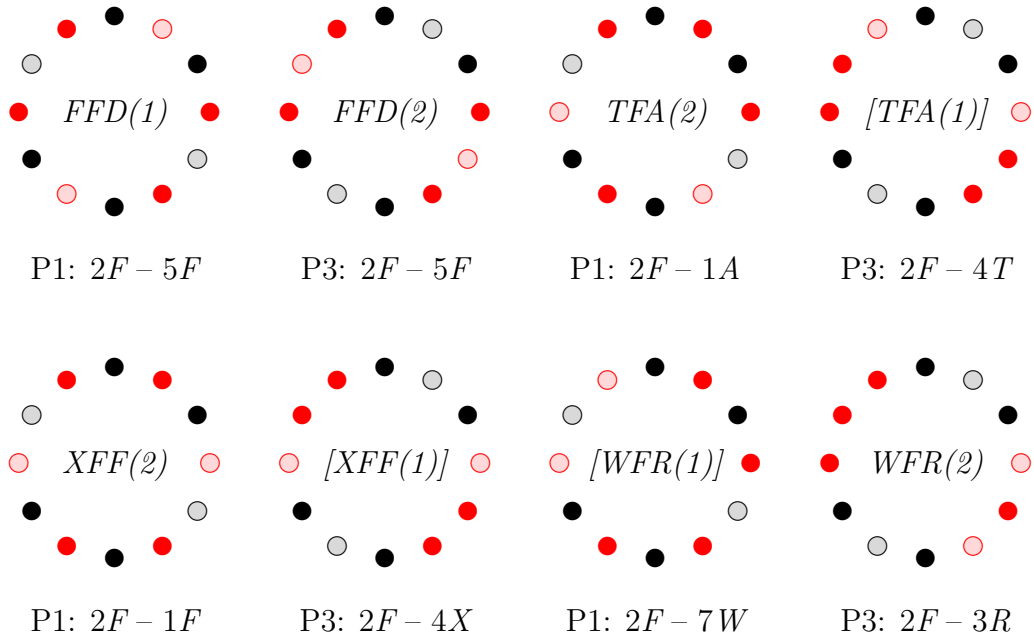 FFD(1) FFD(2) TFA(2) [TFA(1)]
P1: 2F – 5F P3: 2F – 5F P1: 2F – 1A P3: 2F – 4T
XFF(2) [XFF(1)] [WFR(1)] WFR(2)
P1: 2F – 1F P3: 2F – 4X P1: 2F – 7W P3: 2F – 3R